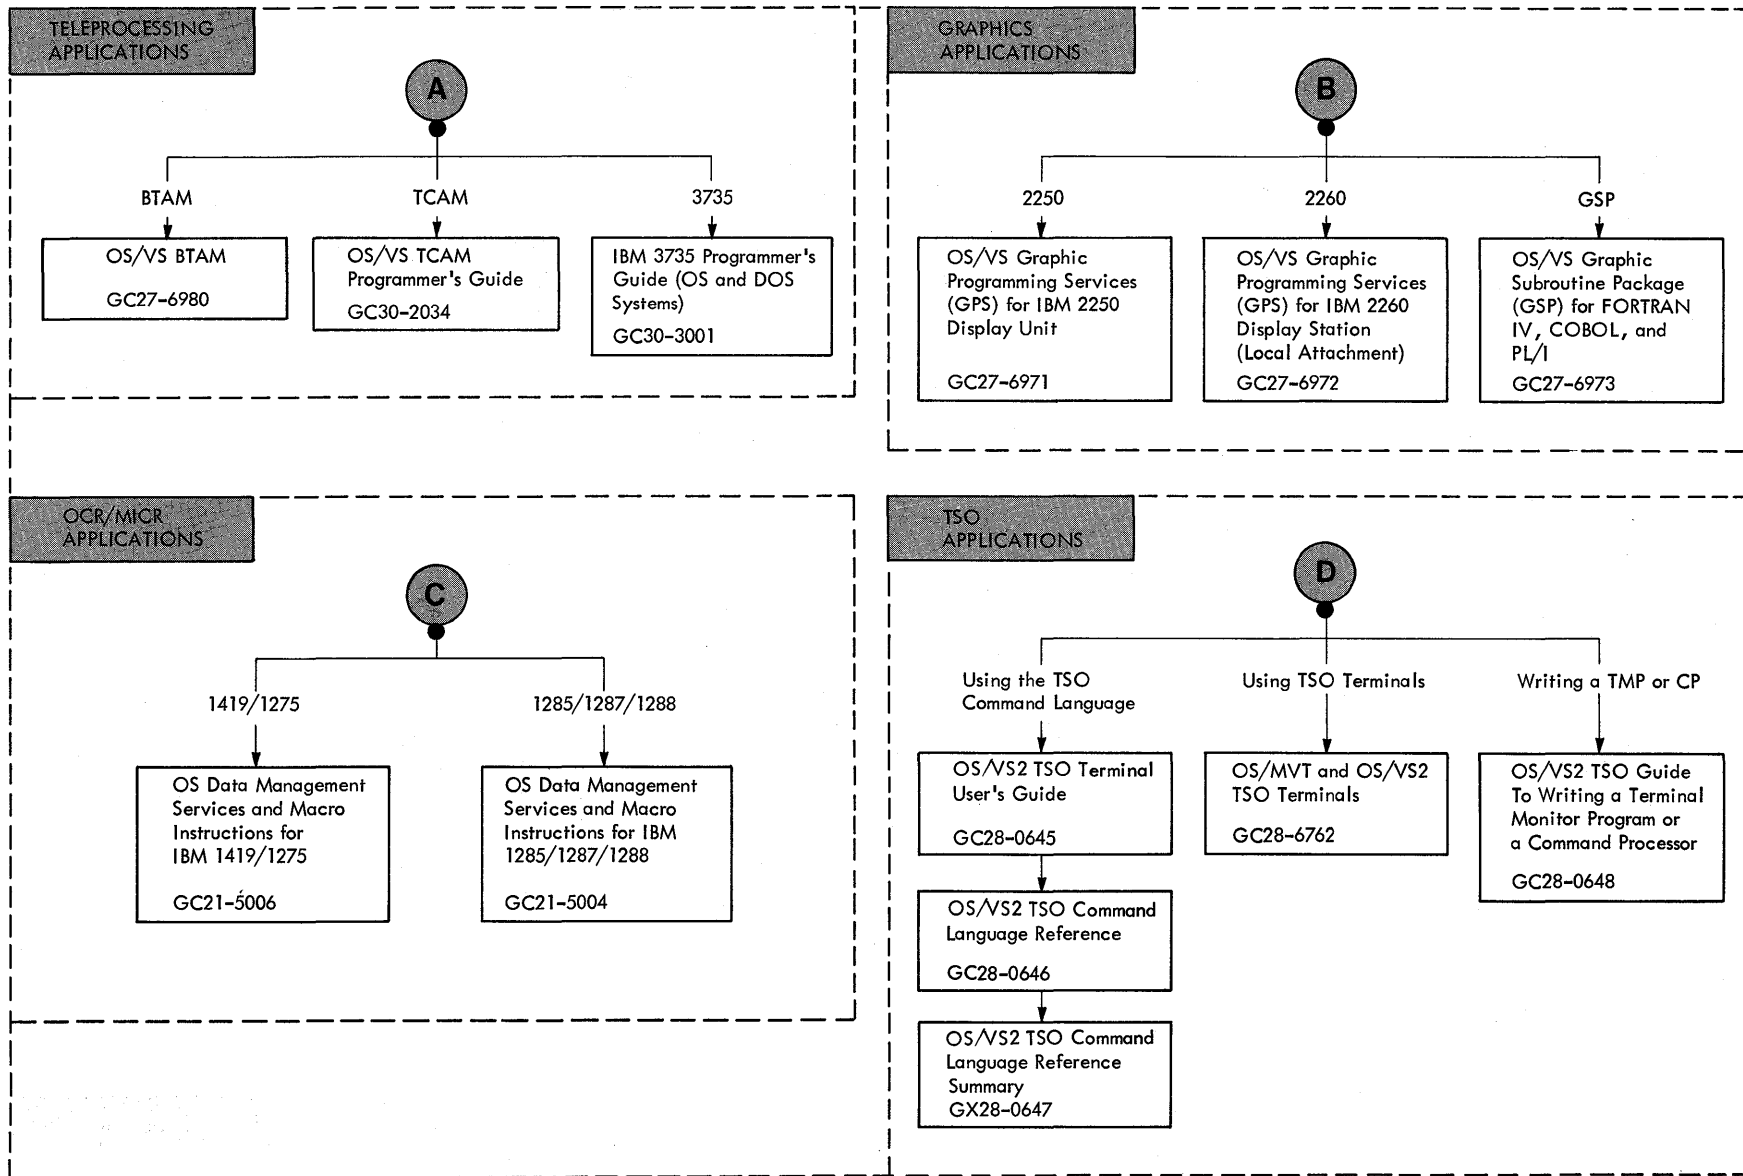 TELEPROCESSING
APPLICATIONS
A
BTAM
TCAM
3735
OS/VS BTAM
GC27-6980
OS/VS TCAM
Programmer's Guide
GC30-2034
IBM 3735 Programmer's
Guide (OS and DOS
Systems)
GC30-3001
GRAPHICS
APPLICATIONS
B
2250
2260
GSP
OS/VS Graphic
Programming Services
(GPS) for IBM 2250
Display Unit
GC27-6971
OS/VS Graphic
Programming Services
(GPS) for IBM 2260
Display Station
(Local Attachment)
GC27-6972
OS/VS Graphic
Subroutine Package
(GSP) for FORTRAN
IV, COBOL, and
PL/I
GC27-6973
OCR/MICR
APPLICATIONS
C
1419/1275
1285/1287/1288
OS Data Management
Services and Macro
Instructions for
IBM 1419/1275
GC21-5006
OS Data Management
Services and Macro
Instructions for IBM
1285/1287/1288
GC21-5004
TSO
APPLICATIONS
D
Using the TSO
Command Language
Using TSO Terminals
Writing a TMP or CP
OS/VS2 TSO Terminal
User's Guide
GC28-0645
OS/VS2 TSO Command
Language Reference
GC28-0646
OS/VS2 TSO Command
Language Reference
Summary
GX28-0647
OS/MVT and OS/VS2
TSO Terminals
GC28-6762
OS/VS2 TSO Guide
To Writing a Terminal
Monitor Program or
a Command Processor
GC28-0648